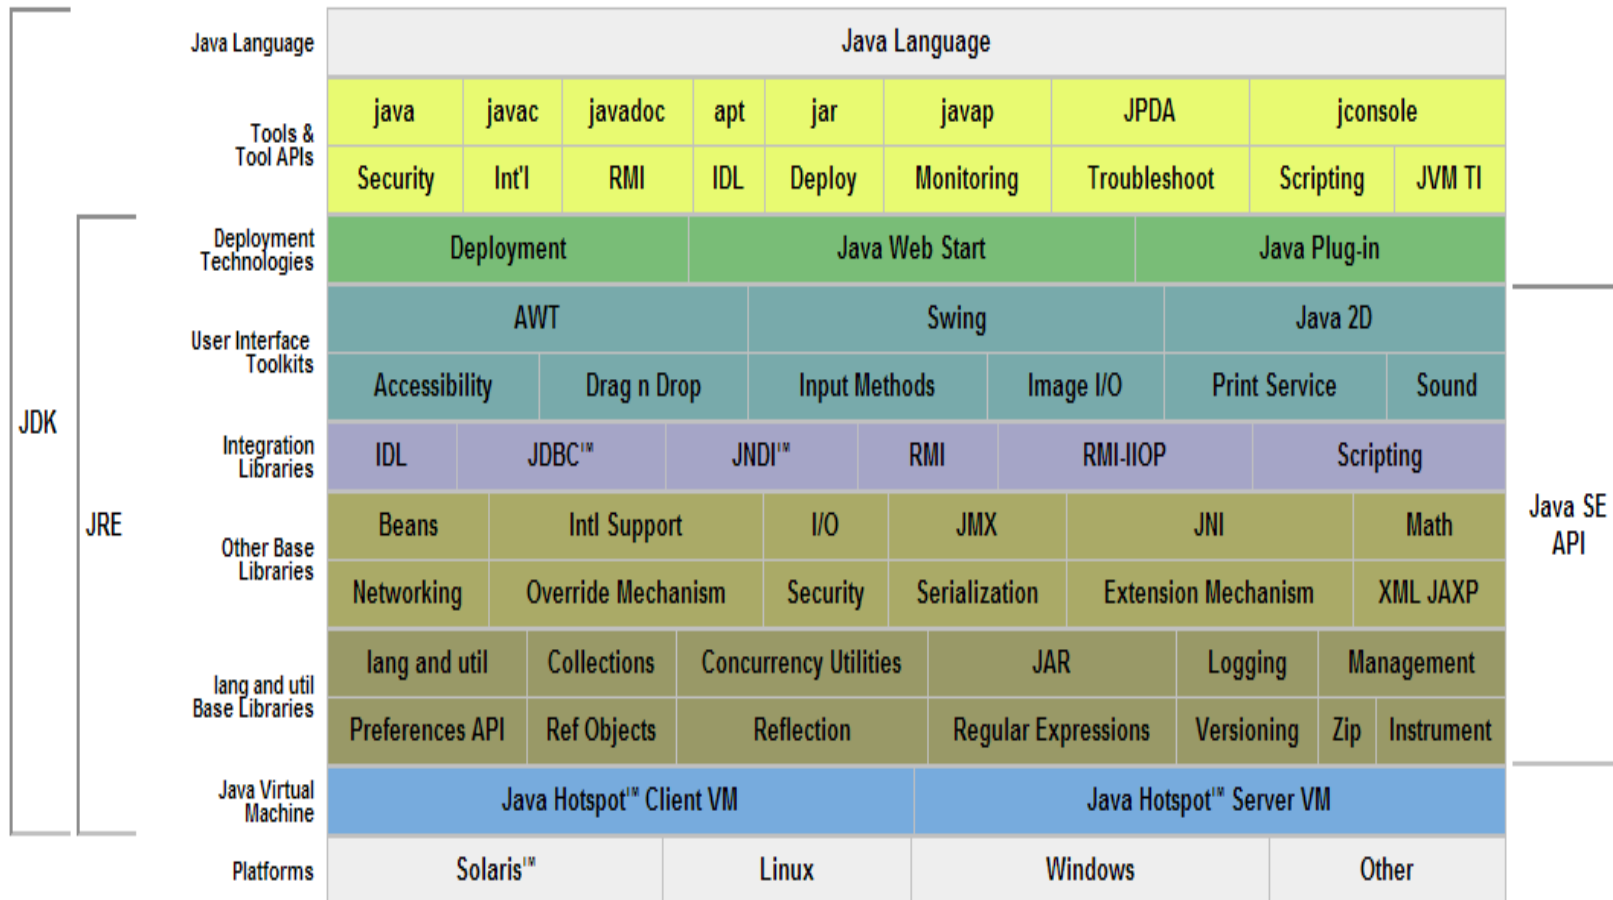 Java Language
Java Language
Tools &
Tool APIs
java javac javadoc apt jar javap JPDA jconsole
Security Int'l RMI IDL Deploy Monitoring Troubleshoot Scripting JVM TI
Deployment
Technologies
Deployment Java Web Start Java Plug-in
User Interface
Toolkits
AWT Swing Java 2D
Accessibility Drag n Drop Input Methods Image I/O Print Service Sound
Integration
Libraries
IDL JDBC™ JNDI™ RMI RMI-IIOP Scripting
Other Base
Libraries
Beans Intl Support I/O JMX JNI Math
Networking Override Mechanism Security Serialization Extension Mechanism XML JAXP
lang and util
Base Libraries
lang and util Collections Concurrency Utilities JAR Logging Management
Preferences API Ref Objects Reflection Regular Expressions Versioning Zip Instrument
Java Virtual
Machine
Java Hotspot™ Client VM Java Hotspot™ Server VM
Platforms
Solaris™ Linux Windows Other
JDK
JRE
Java SE
API